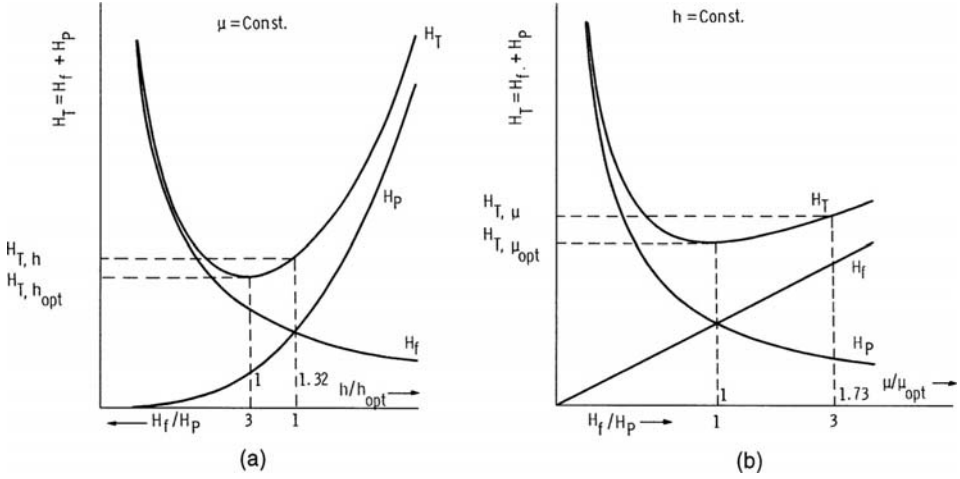 μ = Const.
H_T = H_f + H_P
H_T
H_P
H_T, h
H_T, h_opt
H_f
1
1.32
h/h_opt
H_f/H_P
3
1
(a)
h = Const.
H_T = H_f. + H_P
H_T, μ
H_T
H_T, μ_opt
H_f
H_P
1
1.73
μ/μ_opt
H_f/H_P
1
3
(b)